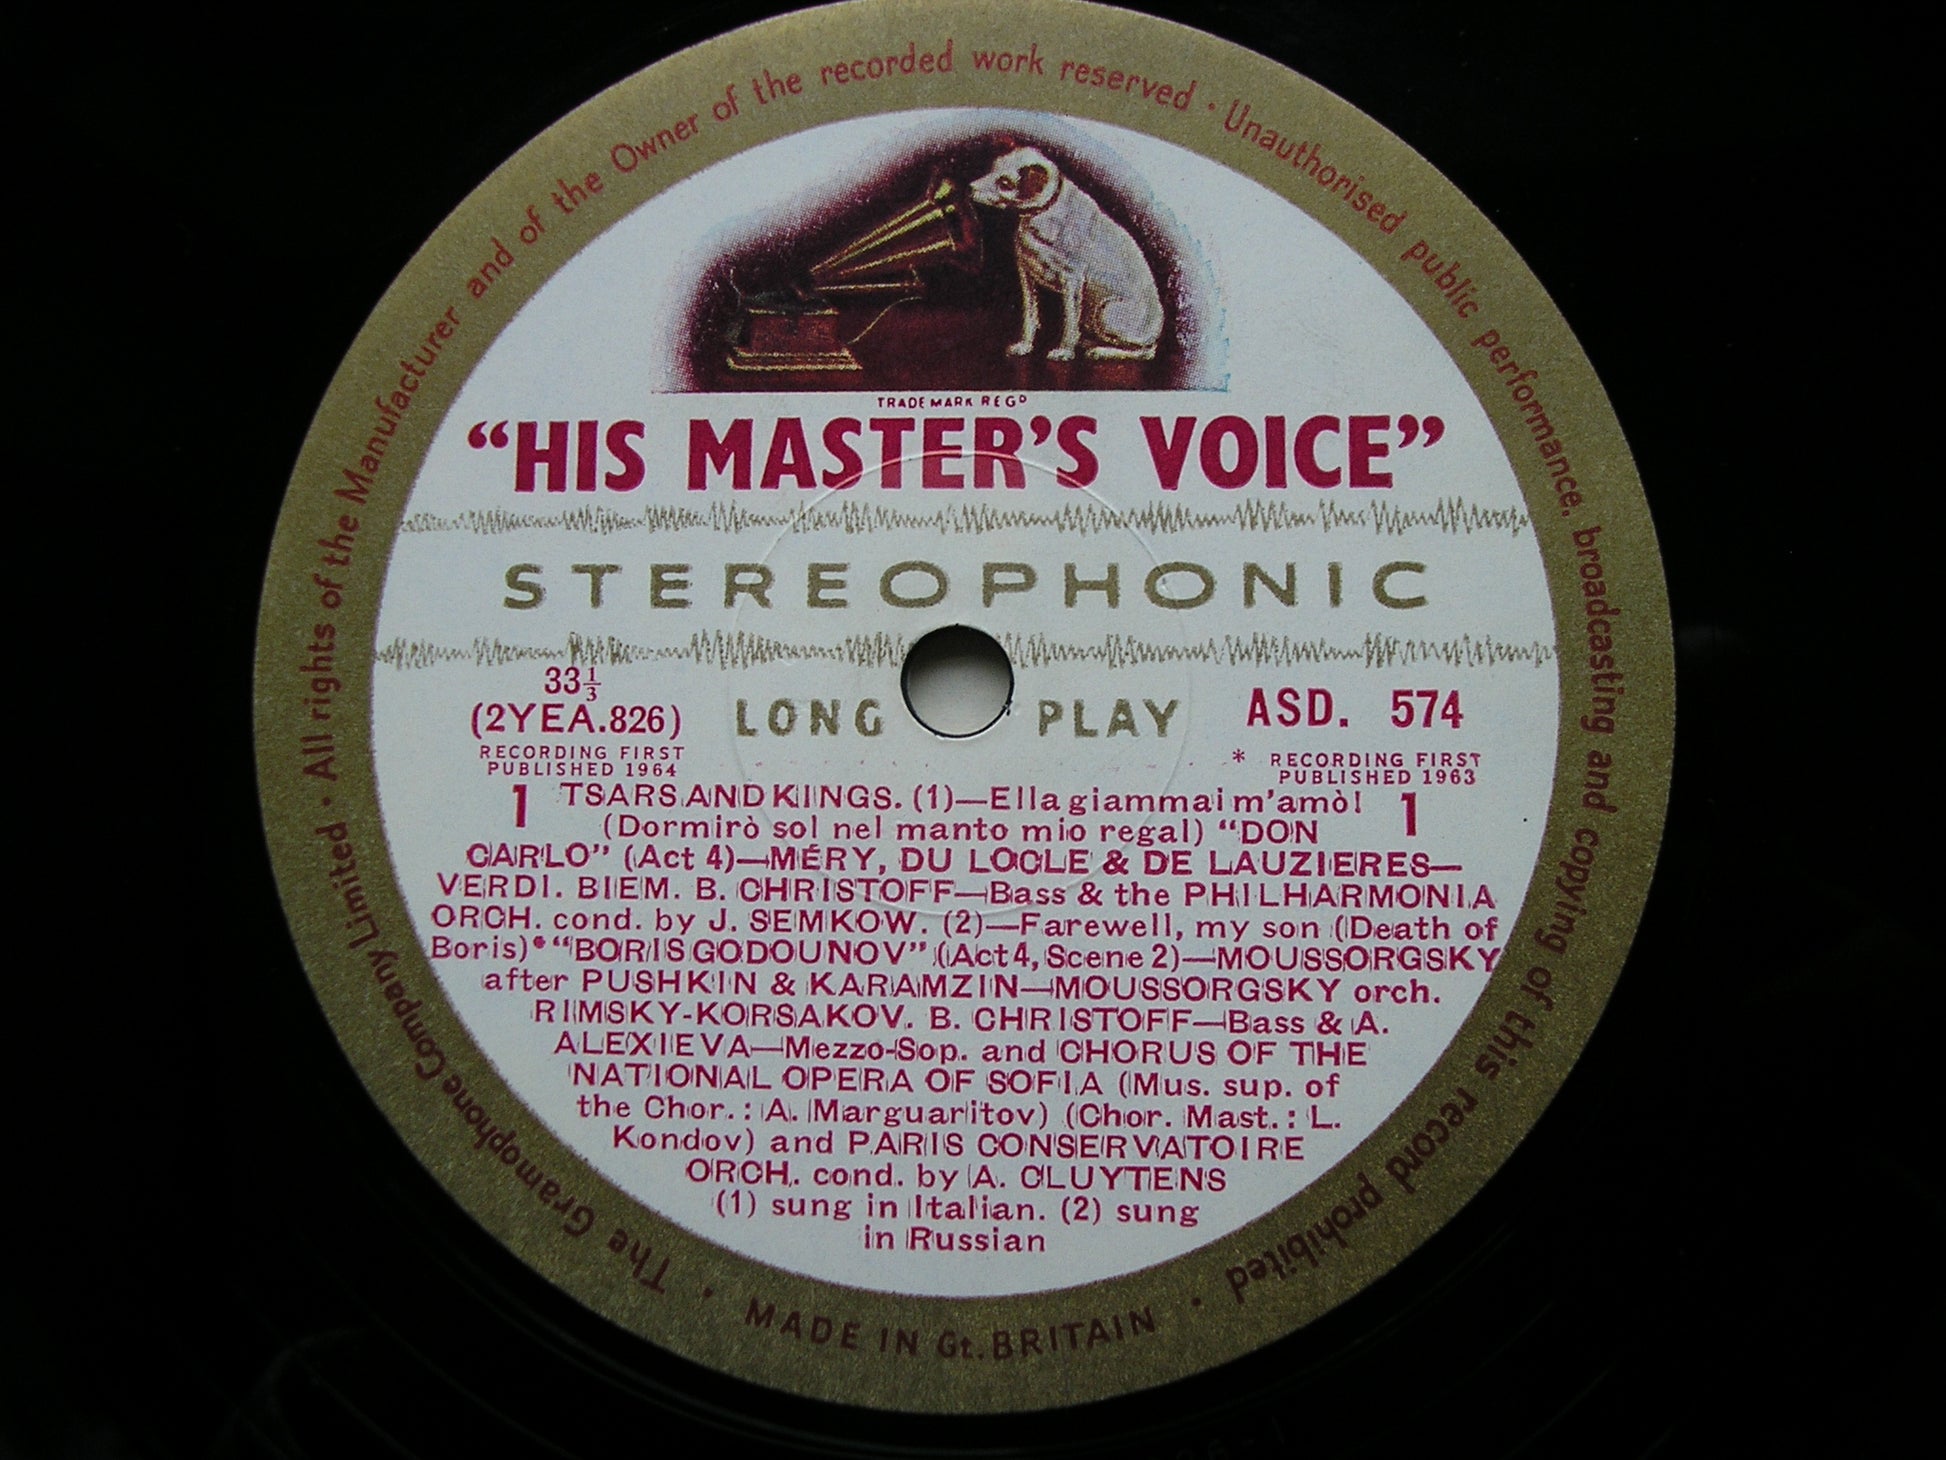 The Gramophone Company Limited · All rights of the Manufacturer and of the Owner of the recorded work reserved · Unauthorised public performance, broadcasting and copying of this record prohibited ·
TRADE MARK REGD
“HIS MASTER’S VOICE”
STEREOPHONIC
33⅓
(2YEA.826)
LONG PLAY
ASD. 574
RECORDING FIRST
PUBLISHED 1964
* RECORDING FIRST
PUBLISHED 1963
1 TSARS AND KINGS. (1)—Ella giammai m’amò! 1
(Dormirò sol nel manto mio regal) “DON
CARLO” (Act 4)—MÉRY, DU LOCLE & DE LAUZIERES—
VERDI. BIEM. B. CHRISTOFF—Bass & the PHILHARMONIA
ORCH. cond. by J. SEMKOW. (2)—Farewell, my son (Death of
Boris)* “BORIS GODOUNOV” (Act 4, Scene 2)—MOUSSORGSKY
after PUSHKIN & KARAMZIN—MOUSSORGSKY orch.
RIMSKY-KORSAKOV. B. CHRISTOFF—Bass & A.
ALEXIEVA—Mezzo-Sop. and CHORUS OF THE
NATIONAL OPERA OF SOFIA (Mus. sup. of
the Chor.: A. Marguaritov) (Chor. Mast.: L.
Kondov) and PARIS CONSERVATOIRE
ORCH. cond. by A. CLUYTENS
(1) sung in Italian. (2) sung
in Russian
MADE IN Gt. BRITAIN ·